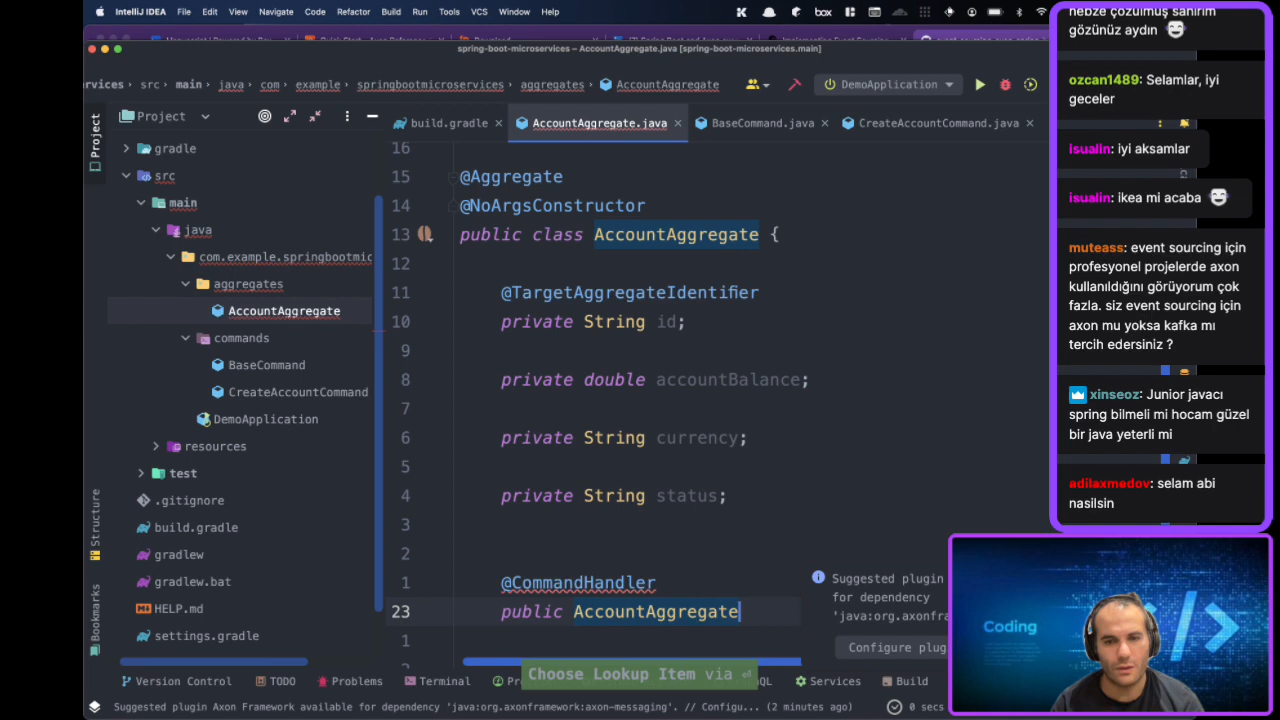 IntelliJ IDEA File Edit View Navigate Code Refactor Build Run Tools VCS Window Help
box
spring-boot-microservices – AccountAggregate.java [spring-boot-microservices.main]
ervices
src
main
java
com
example
springbootmicroservices
aggregates
AccountAggregate
DemoApplication
Project
Project
gradle
src
main
java
com.example.springbootmic
aggregates
AccountAggregate
commands
BaseCommand
CreateAccountCommand
DemoApplication
resources
test
.gitignore
build.gradle
gradlew
gradlew.bat
HELP.md
settings.gradle
Structure
Bookmarks
build.gradle
AccountAggregate.java
BaseCommand.java
CreateAccountCommand.java
16
15 @Aggregate
14 @NoArgsConstructor
13 public class AccountAggregate {
12
11 @TargetAggregateIdentifier
10 private String id;
9
8 private double accountBalance;
7
6 private String currency;
5
4 private String status;
3
2
1 @CommandHandler
23 public AccountAggregate
1
Suggested plugin
for dependency
'java:org.axonfr
Configure plug
Choose Lookup Item via ⏎
Version Control
TODO
Problems
Terminal
Services
Build
Suggested plugin Axon Framework available for dependency 'java:org.axonframework:axon-messaging'. // Configu... (2 minutes ago)
0 secs
nebze çözülmüş sanırım
gözünüz aydın
ozcan1489: Selamlar, iyi
geceler
isualin: iyi aksamlar
isualin: ikea mi acaba
muteass: event sourcing için
profesyonel projelerde axon
kullanıldığını görüyorum çok
fazla. siz event sourcing için
axon mu yoksa kafka mı
tercih edersiniz ?
xinseoz: Junior javacı
spring bilmeli mi hocam güzel
bir java yeterli mi
adilaxmedov: selam abi
nasilsin
Coding